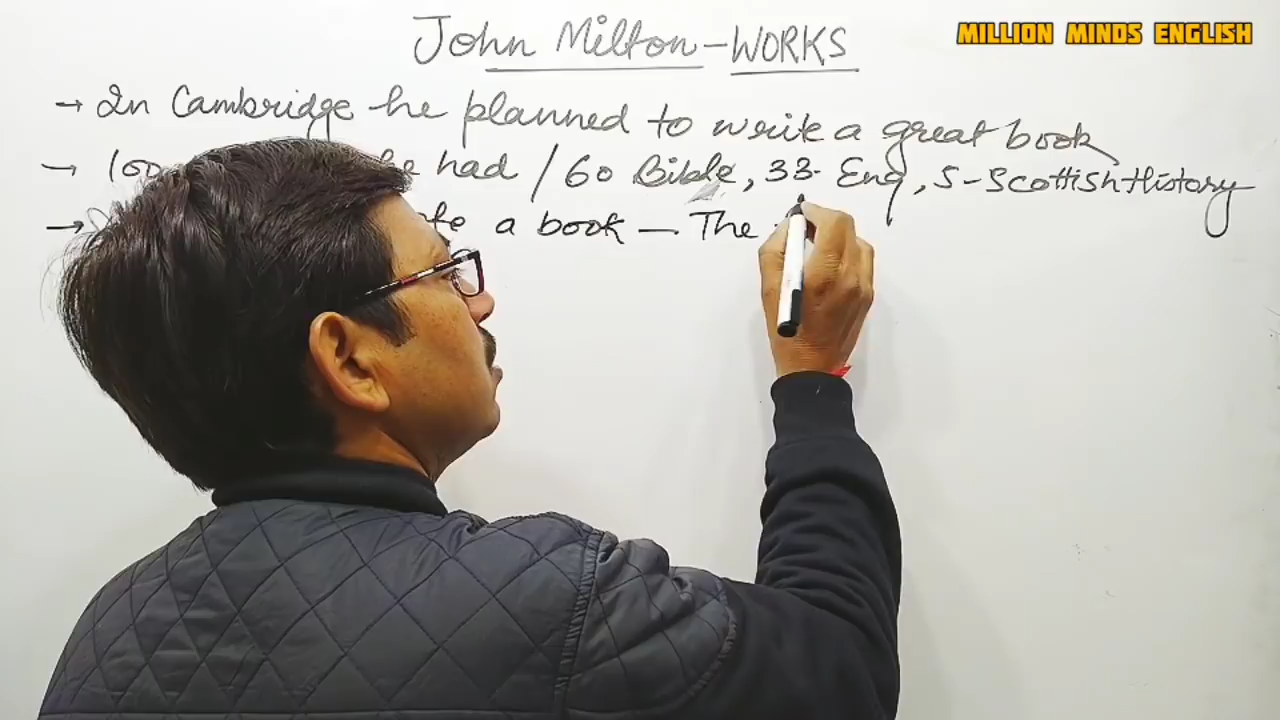 John Milton - WORKS
MILLION MINDS ENGLISH
→ In Cambridge he planned to write a great book
→ 100 he had / 60 Bible, 33- Eng, 5-Scottish History
→ a book — The